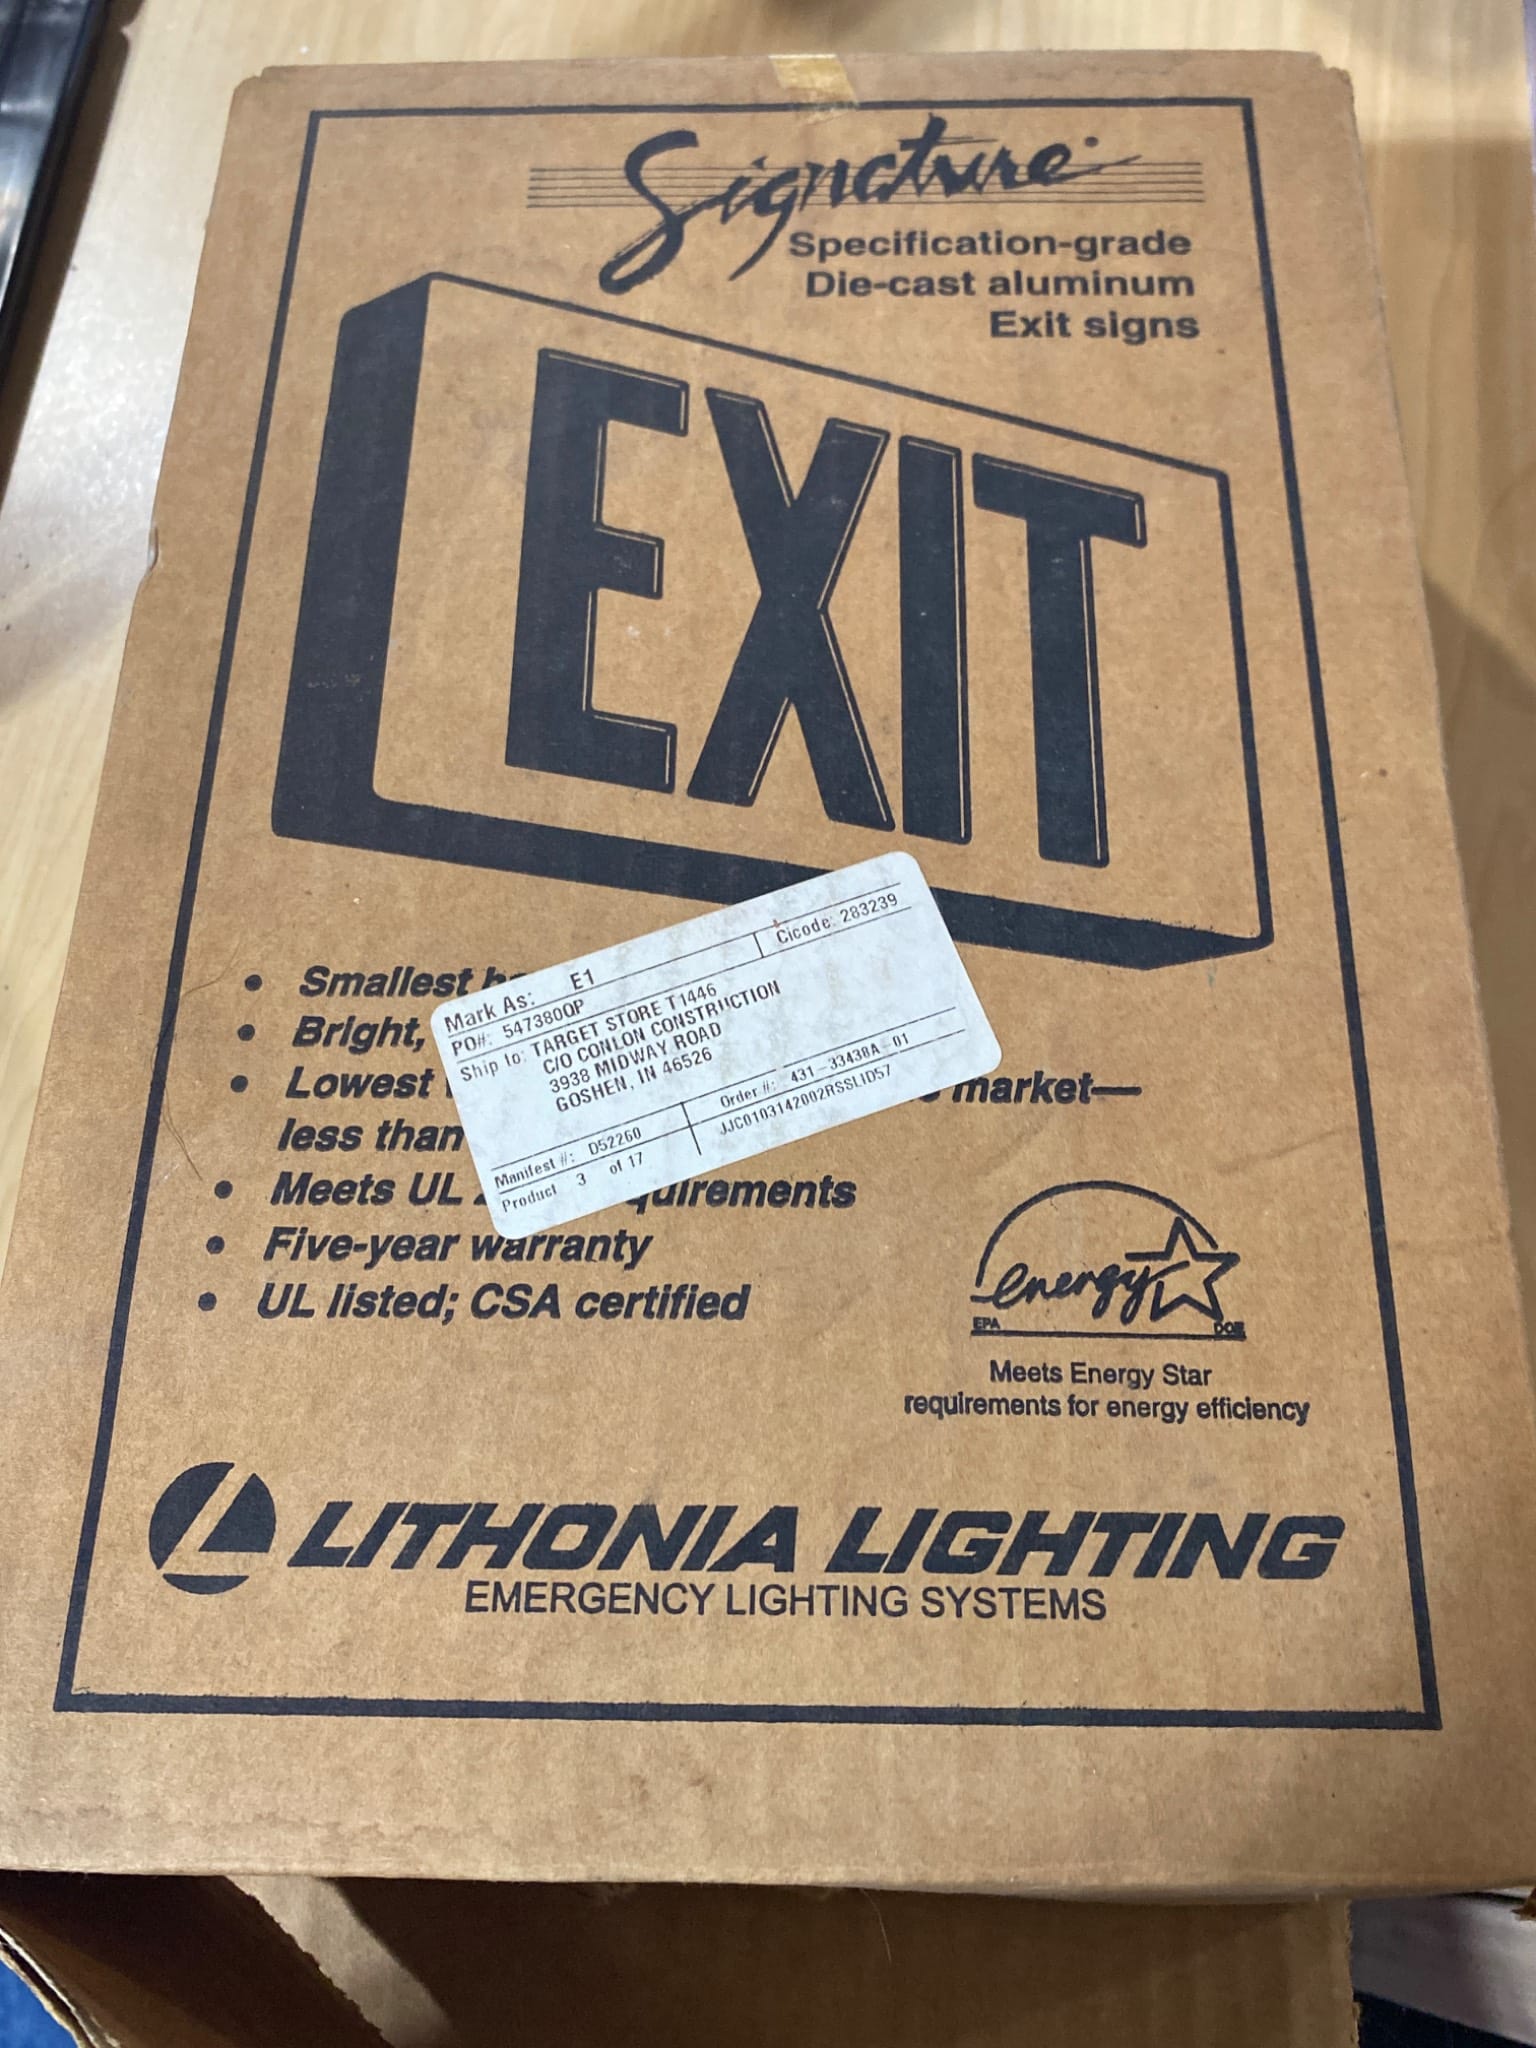 Signature
Specification-grade
Die-cast aluminum
Exit signs
EXIT
• Smallest
• Bright,
• Lowest market—
less than
• Meets UL requirements
• Five-year warranty
• UL listed; CSA certified
Mark As: E1 Cicode: 283239
PO#: 547380QP
Ship to: TARGET STORE T1446
C/O CONLON CONSTRUCTION
3938 MIDWAY ROAD
GOSHEN, IN 46526
Manifest #: D52260 Order #: 431-33438A-01
Product 3 of 17 JJC0103142002RSSLID57
energy
EPA DOE
Meets Energy Star
requirements for energy efficiency
LITHONIA LIGHTING
EMERGENCY LIGHTING SYSTEMS